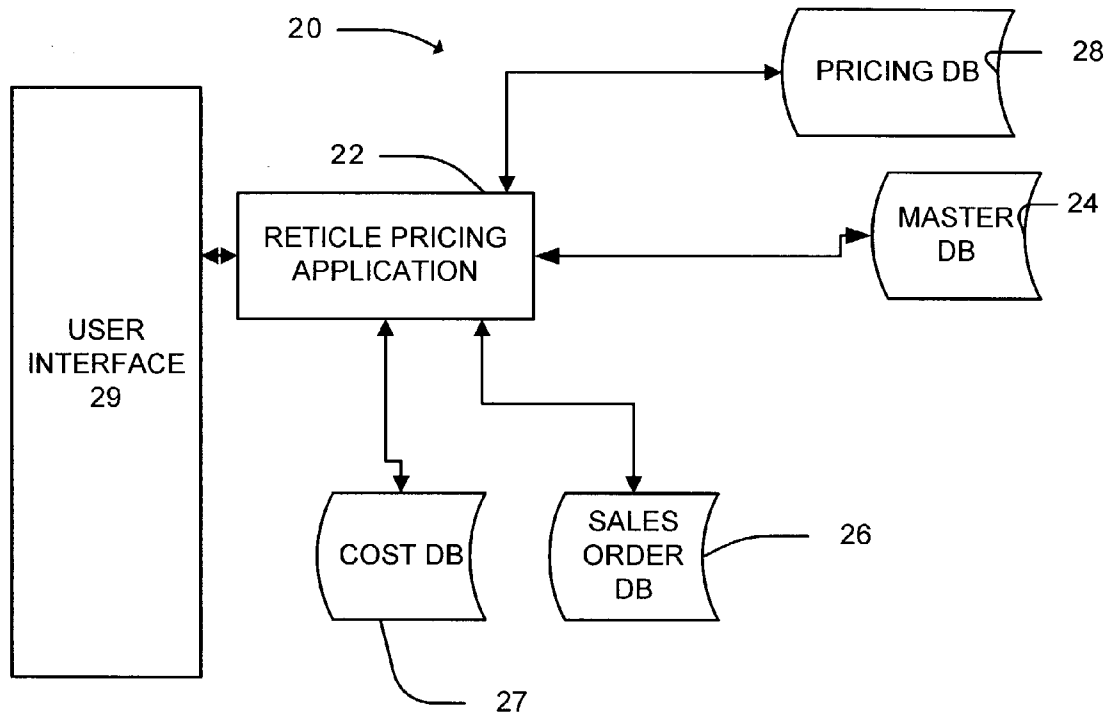 20
PRICING DB
28
22
RETICLE PRICING
APPLICATION
MASTER
DB
24
USER
INTERFACE
29
COST DB
SALES
ORDER
DB
26
27